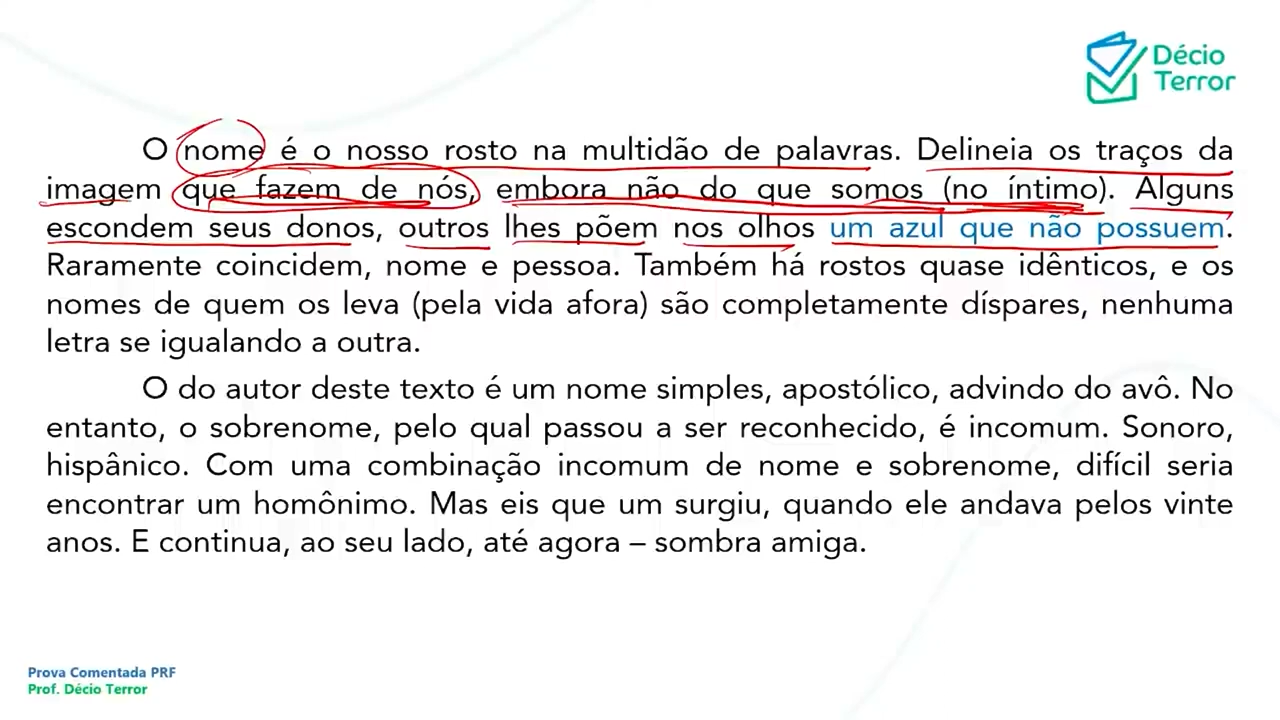 Décio
Terror
O nome é o nosso rosto na multidão de palavras. Delineia os traços da
imagem que fazem de nós, embora não do que somos (no íntimo). Alguns
escondem seus donos, outros lhes põem nos olhos um azul que não possuem.
Raramente coincidem, nome e pessoa. Também há rostos quase idênticos, e os
nomes de quem os leva (pela vida afora) são completamente díspares, nenhuma
letra se igualando a outra.
O do autor deste texto é um nome simples, apostólico, advindo do avô. No
entanto, o sobrenome, pelo qual passou a ser reconhecido, é incomum. Sonoro,
hispânico. Com uma combinação incomum de nome e sobrenome, difícil seria
encontrar um homônimo. Mas eis que um surgiu, quando ele andava pelos vinte
anos. E continua, ao seu lado, até agora – sombra amiga.
Prova Comentada PRF
Prof. Décio Terror